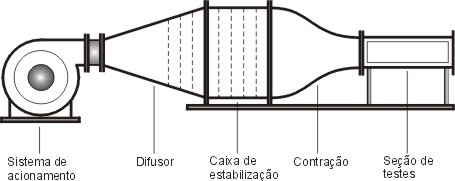 Sistema de
acionamento
Difusor
Caixa de
estabilização
Contração
Seção de
testes